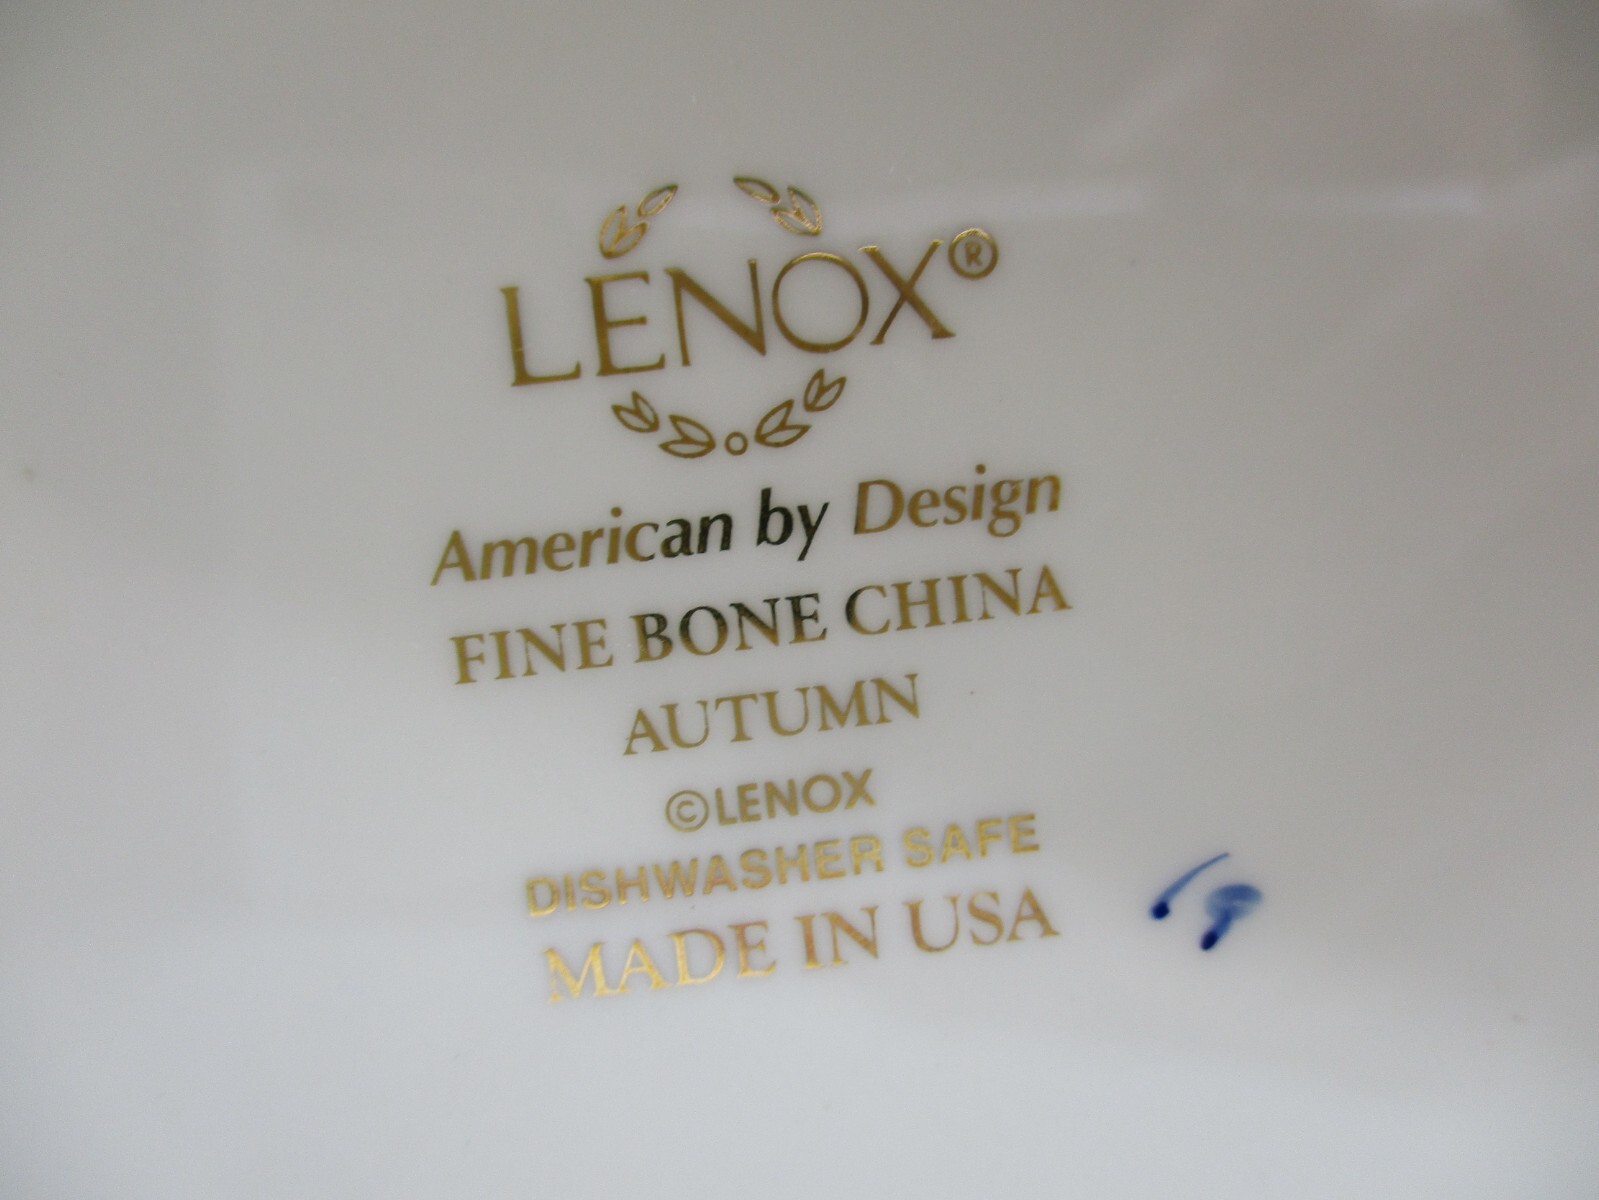 LENOX®
American by Design
FINE BONE CHINA
AUTUMN
©LENOX
DISHWASHER SAFE
MADE IN USA